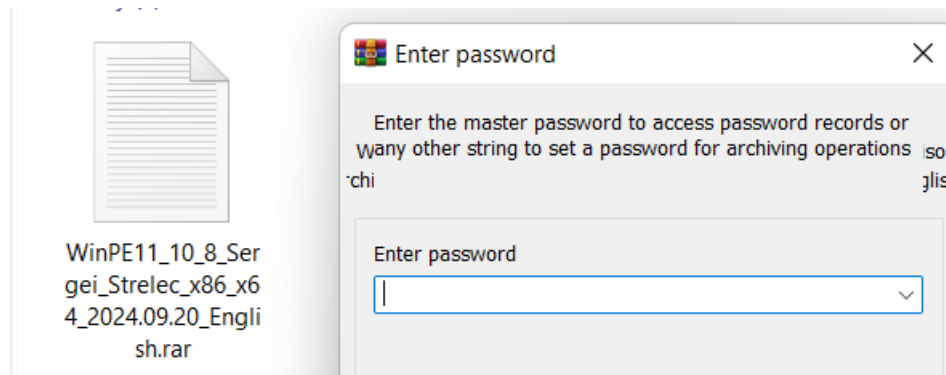 Enter password
Enter the master password to access password records or
any other string to set a password for archiving operations
Enter password
WinPE11_10_8_Ser
gei_Strelec_x86_x6
4_2024.09.20_Engli
sh.rar